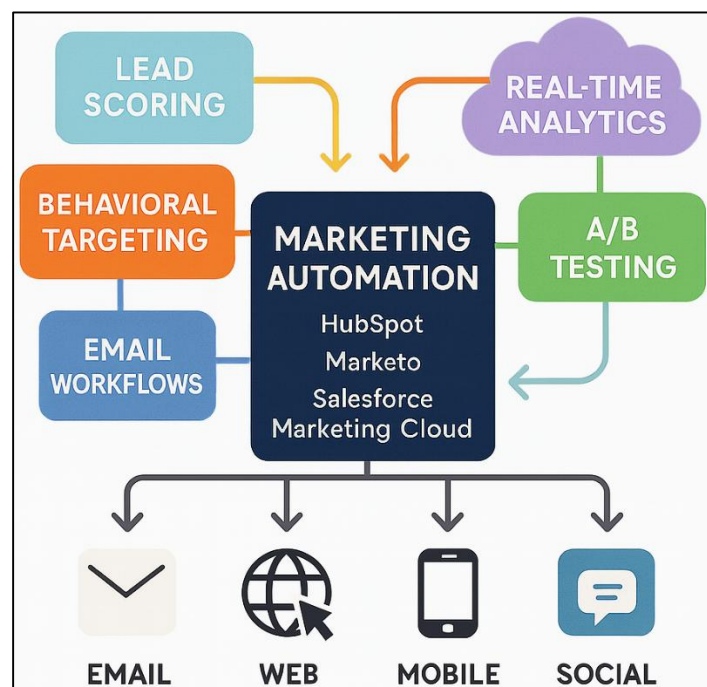 LEAD
SCORING
REAL-TIME
ANALYTICS
BEHAVIORAL
TARGETING
MARKETING
AUTOMATION
HubSpot
Marketo
Salesforce
Marketing Cloud
A/B
TESTING
EMAIL
WORKFLOWS
EMAIL
WEB
MOBILE
SOCIAL